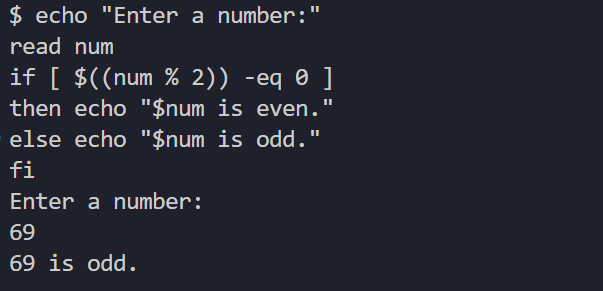 $ echo "Enter a number:"
read num
if [ $((num % 2)) -eq 0 ]
then echo "$num is even."
else echo "$num is odd."
fi
Enter a number:
69
69 is odd.